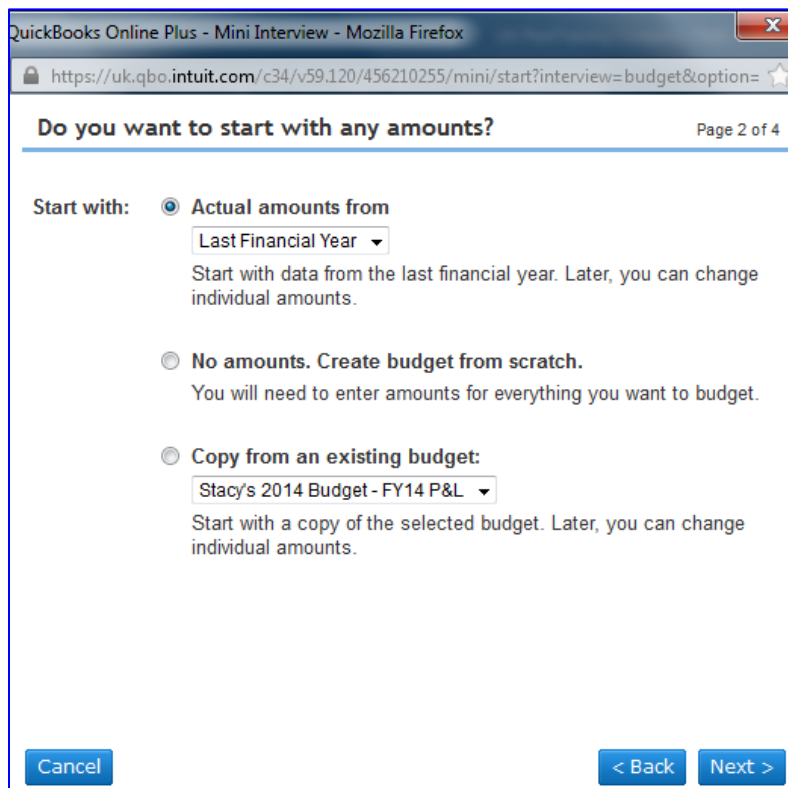 QuickBooks Online Plus - Mini Interview - Mozilla Firefox
https://uk.qbo.intuit.com/c34/v59.120/456210255/mini/start?interview=budget&option=
Do you want to start with any amounts? Page 2 of 4
Start with: Actual amounts from
Last Financial Year
Start with data from the last financial year. Later, you can change
individual amounts.
No amounts. Create budget from scratch.
You will need to enter amounts for everything you want to budget.
Copy from an existing budget:
Stacy's 2014 Budget - FY14 P&L
Start with a copy of the selected budget. Later, you can change
individual amounts.
Cancel < Back Next >